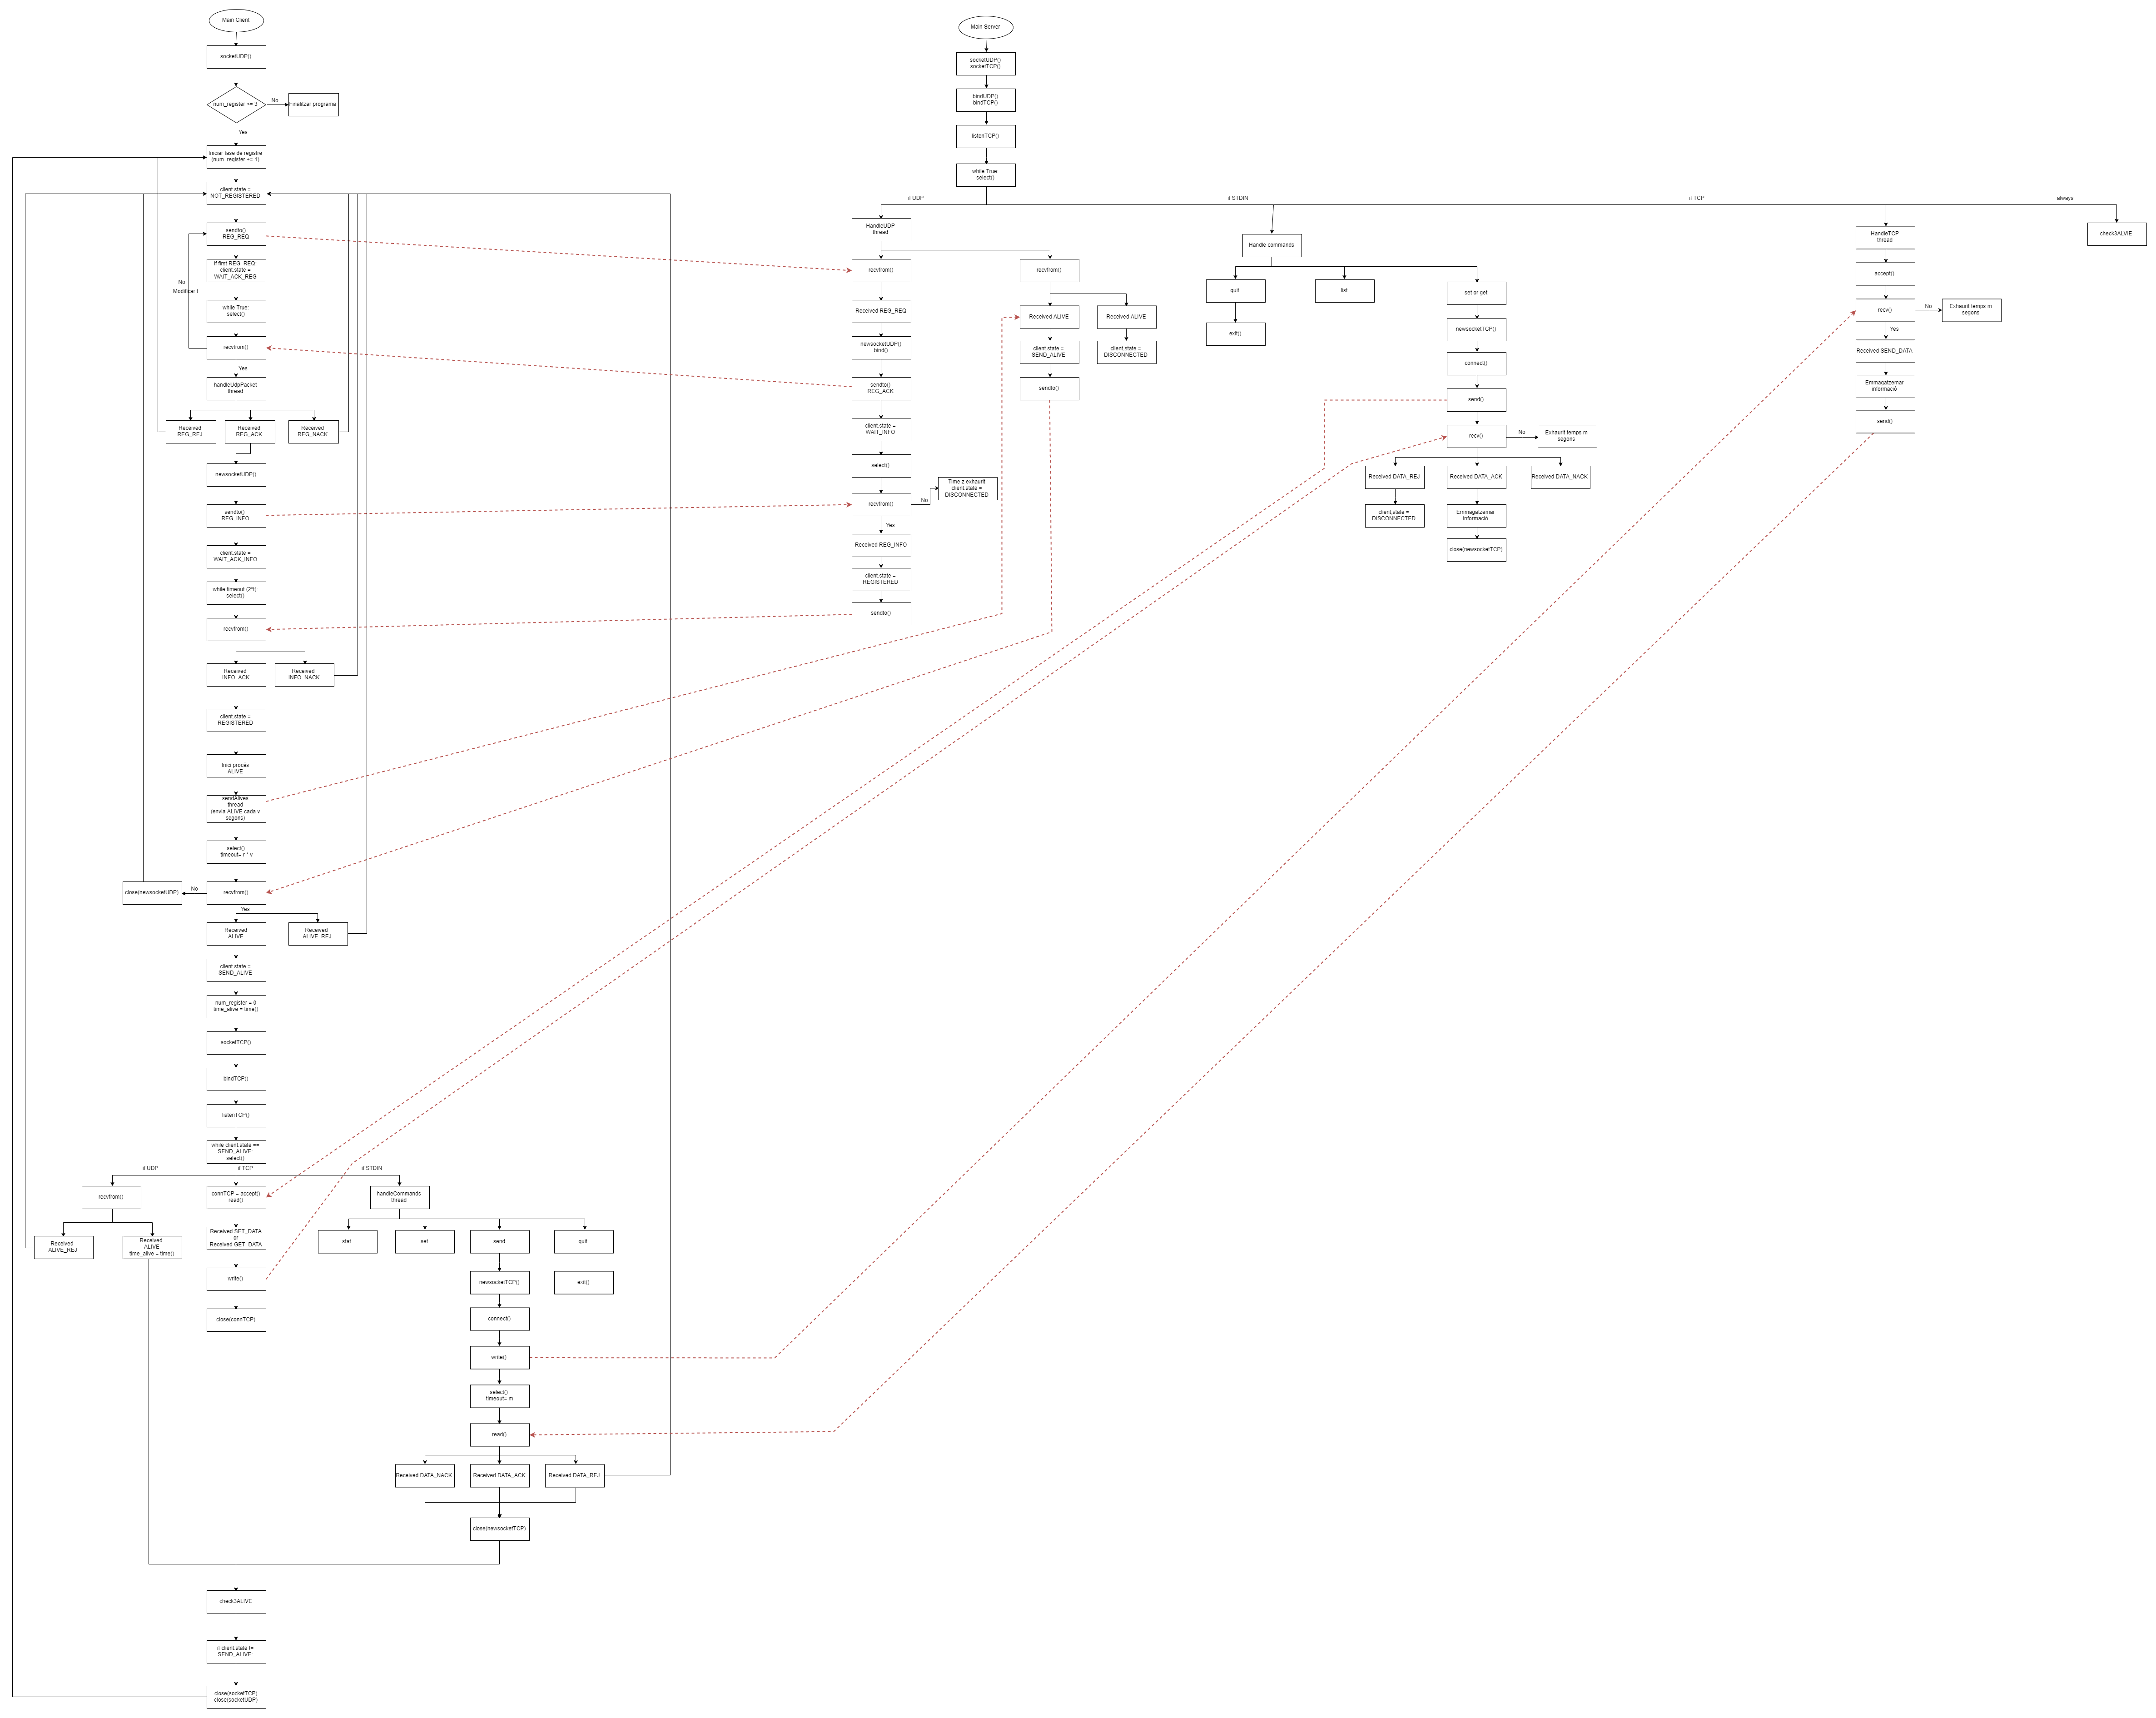 Main Client
socketUDP()
num_register <= 3
No
Finalitzar programa
Yes
Iniciar fase de registre
(num_register += 1)
client.state =
NOT_REGISTERED
sendto()
REG_REQ
if first REG_REQ:
client.state =
WAIT_ACK_REG
No
Modificar t
while True:
select()
recvfrom()
Yes
handleUdpPacket
thread
Received
REG_REJ
Received
REG_ACK
Received
REQ_NACK
newsocketUDP()
sendto()
REG_INFO
client.state =
WAIT_ACK_INFO
while timeout (2*t):
select()
recvfrom()
Received
INFO_ACK
Received
INFO_NACK
client.state =
REGISTERED
Inici procés
ALIVE
sendAlives
thread
(envia ALIVE cada v
segons)
select()
timeout= r * v
close(newsocketUDP)
No
recvfrom()
Yes
Received
ALIVE
Received
ALIVE_REJ
client.state =
SEND_ALIVE
num_register = 0
time_alive = time()
socketTCP()
bindTCP()
listenTCP()
while client.state ==
SEND_ALIVE:
select()
if UDP
if TCP
if STDIN
recvfrom()
connTCP = accept()
read()
handleCommands
thread
Received
ALIVE_REJ
Received
ALIVE
time_alive = time()
Received SET_DATA
or
Received GET_DATA
stat
set
send
quit
write()
newsocketTCP()
exit()
close(connTCP)
connect()
write()
select()
timeout= m
read()
Received DATA_NACK
Received DATA_ACK
Received DATA_REJ
close(newsocketTCP)
check3ALIVE
if client.state !=
SEND_ALIVE:
close(socketTCP)
close(socketUDP)
Main Server
socketUDP()
socketTCP()
bindUDP()
bindTCP()
listenTCP()
while True:
select()
if UDP
if STDIN
if TCP
always
HandleUDP
thread
recvfrom()
Received REG_REQ
newsocketUDP()
bind()
sendto()
REG_ACK
client.state =
WAIT_INFO
select()
recvfrom()
No
Time z exhaurit
client.state =
DISCONNECTED
Yes
Received REG_INFO
client.state =
REGISTERED
sendto()
recvfrom()
Received ALIVE
Received ALIVE
client.state =
SEND_ALIVE
client.state =
DISCONNECTED
sendto()
Handle commands
quit
list
set or get
exit()
newsocketTCP()
connect()
send()
recv()
No
Exhaurit temps m
segons
Received DATA_REJ
Received DATA_ACK
Received DATA_NACK
client.state =
DISCONNECTED
Emmagatzemar
informació
close(newsocketTCP)
HandleTCP
thread
accept()
recv()
No
Exhaurit temps m
segons
Yes
Received SEND_DATA
Emmagatzemar
informació
send()
check3ALVIE